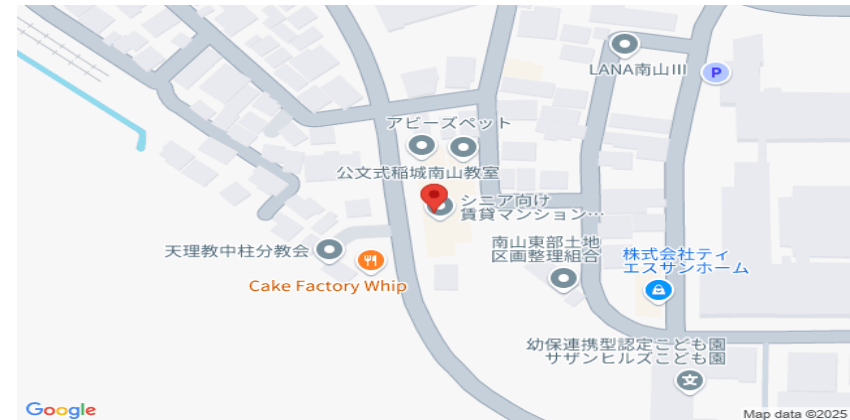 LANA南山III
P
アビーズペット
公文式稲城南山教室
シニア向け
賃貸マンション…
天理教中柱分教会
南山東部土地
区画整理組合
株式会社ティ
エスサンホーム
Cake Factory Whip
幼保連携型認定こども園
サザンヒルズこども園
文
Google
Map data ©2025